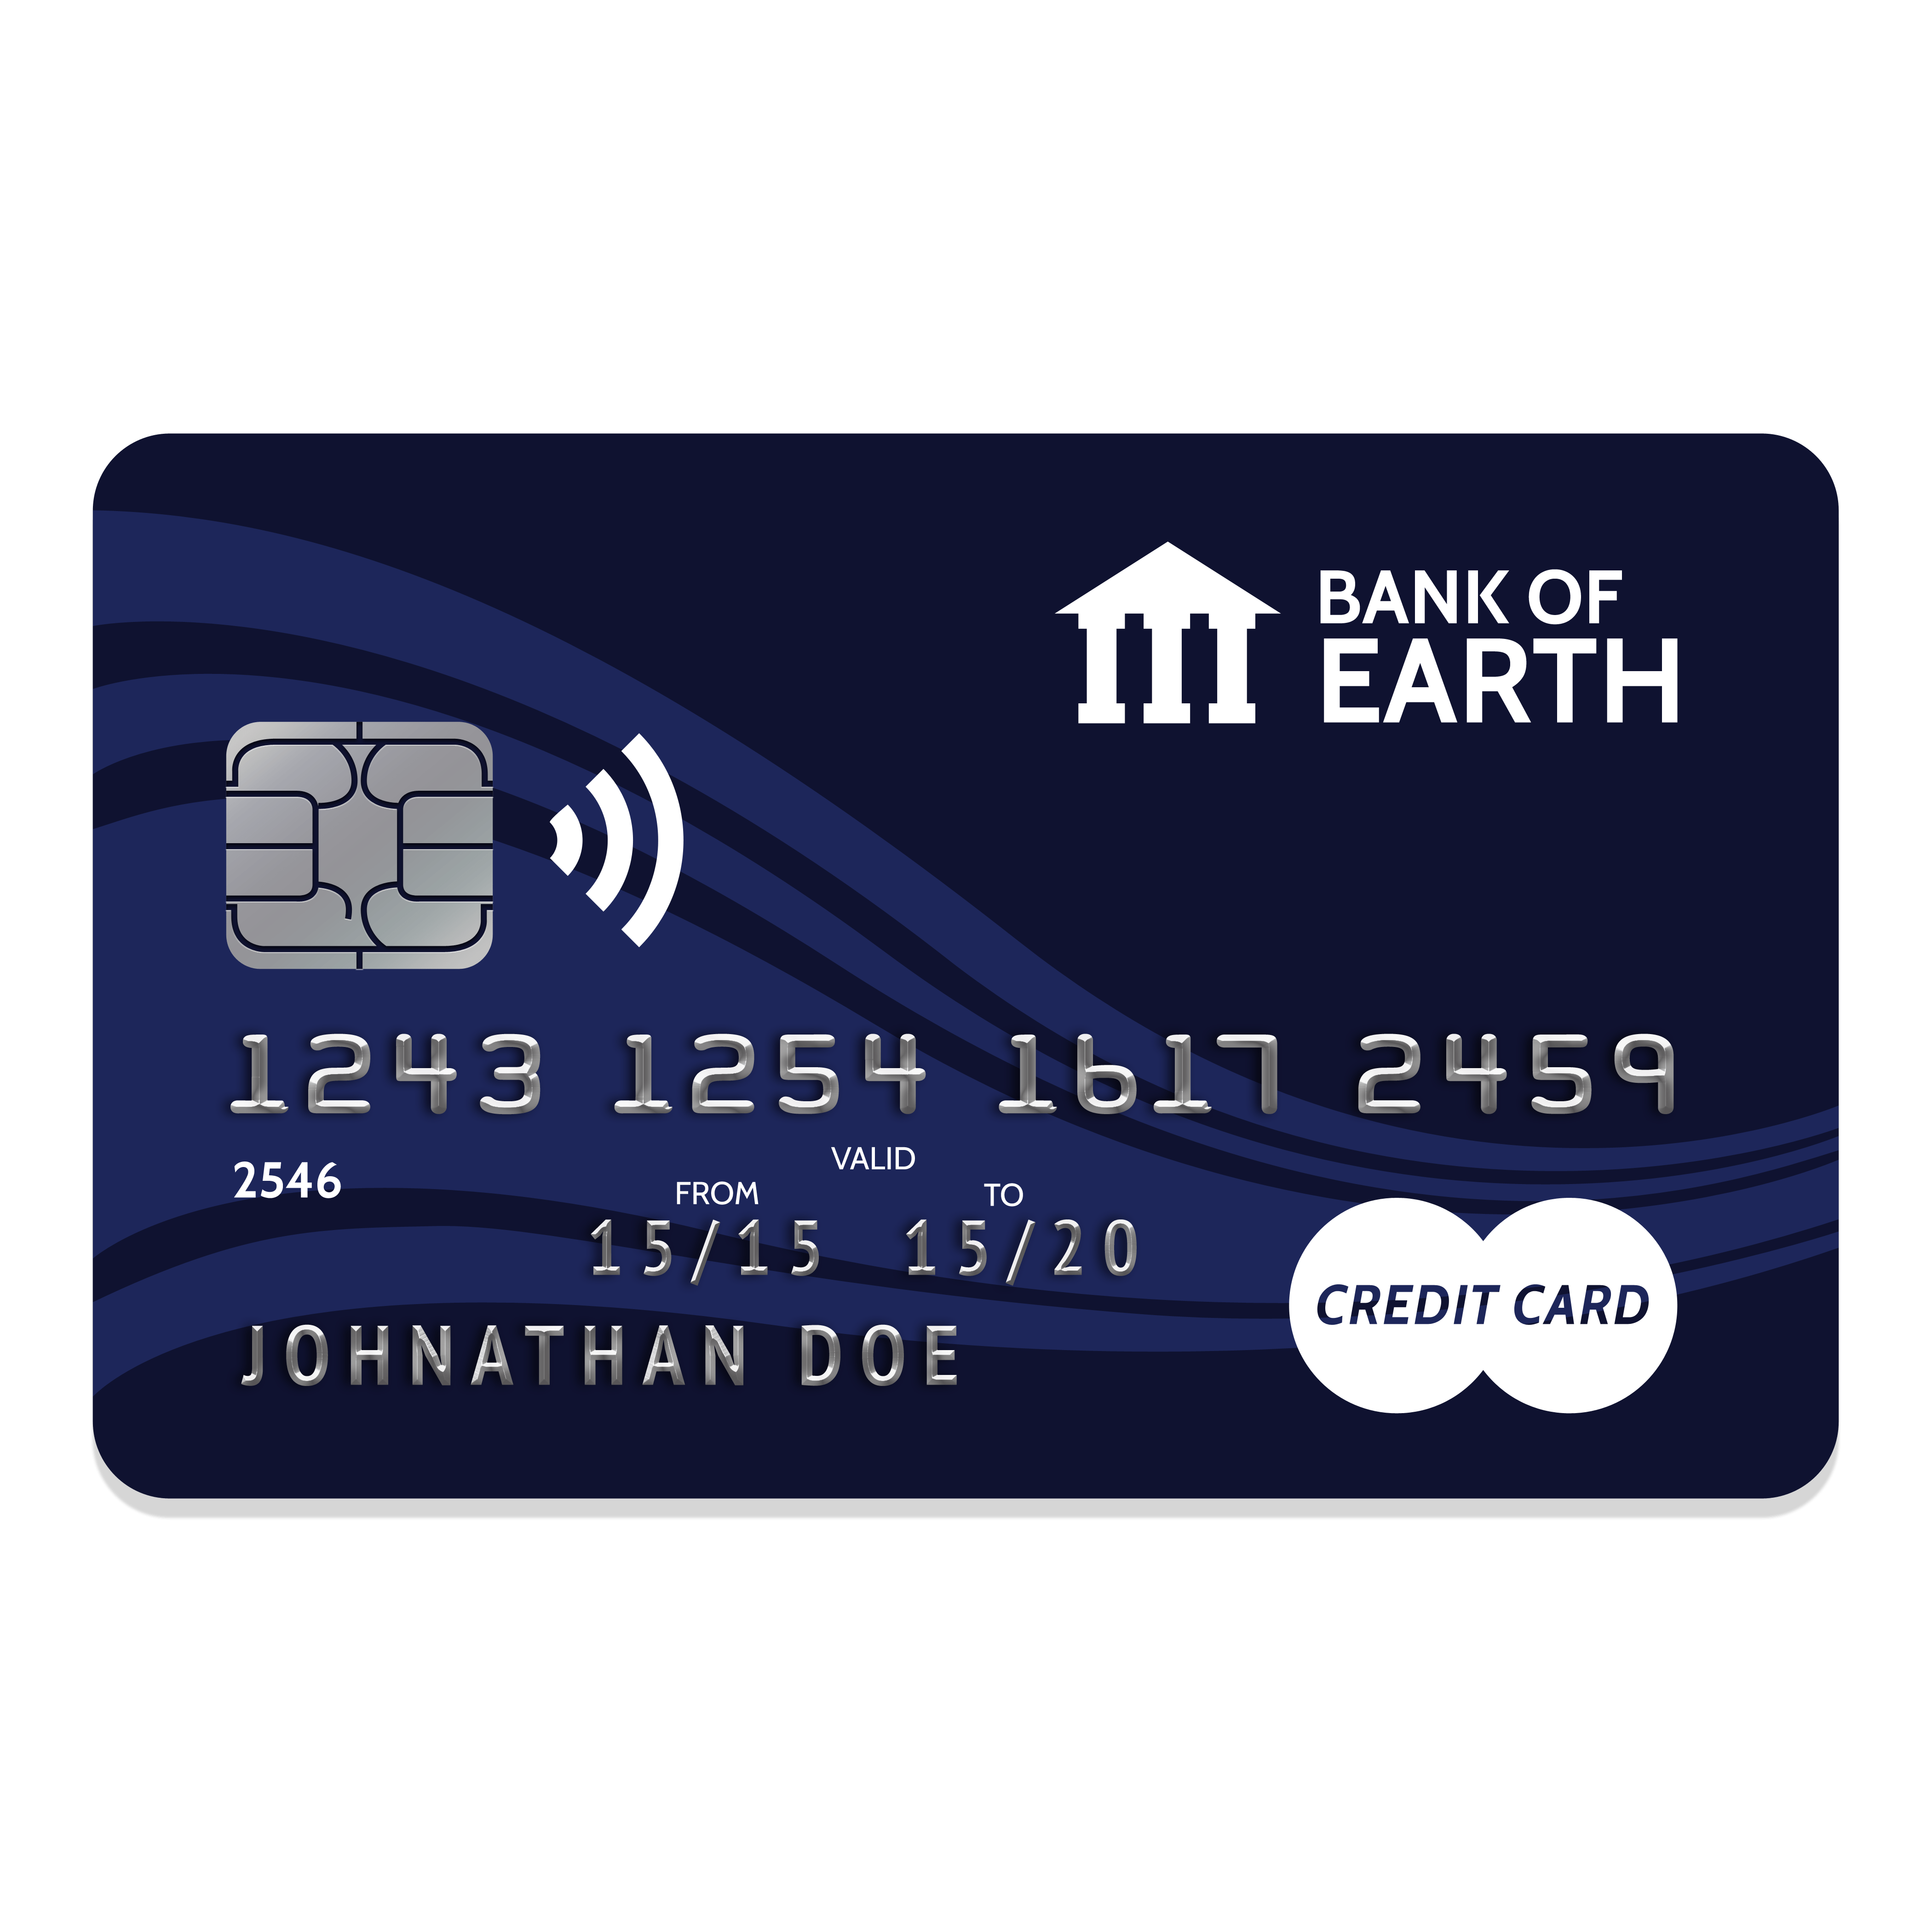 BANK OF
EARTH
1243 1254 1617 2459
2546
VALID
FROM TO
15/15 15/20
JOHNATHAN DOE
CREDIT CARD